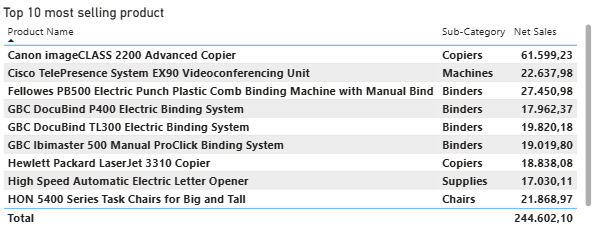 Top 10 most selling product
Product Name Sub-Category Net Sales
Canon imageCLASS 2200 Advanced Copier Copiers 61.599,23
Cisco TelePresence System EX90 Videoconferencing Unit Machines 22.637,98
Fellowes PB500 Electric Punch Plastic Comb Binding Machine with Manual Bind Binders 27.450,98
GBC DocuBind P400 Electric Binding System Binders 17.962,37
GBC DocuBind TL300 Electric Binding System Binders 19.820,18
GBC Ibimaster 500 Manual ProClick Binding System Binders 19.019,80
Hewlett Packard LaserJet 3310 Copier Copiers 18.838,08
High Speed Automatic Electric Letter Opener Supplies 17.030,11
HON 5400 Series Task Chairs for Big and Tall Chairs 21.868,97
Total 244.602,10